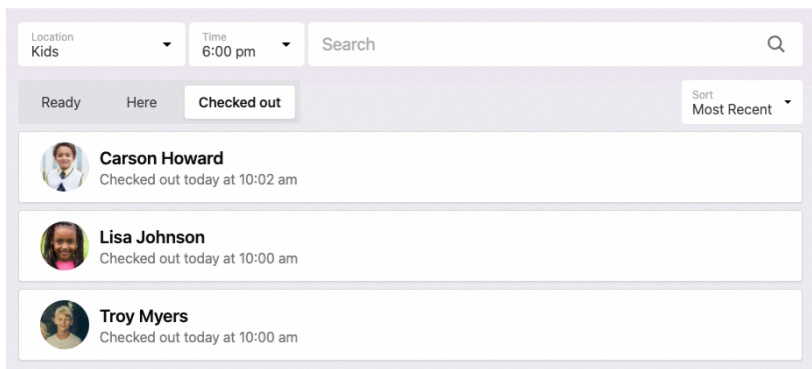 Location
Kids
Time
6:00 pm
Search
Ready
Here
Checked out
Sort
Most Recent
Carson Howard
Checked out today at 10:02 am
Lisa Johnson
Checked out today at 10:00 am
Troy Myers
Checked out today at 10:00 am